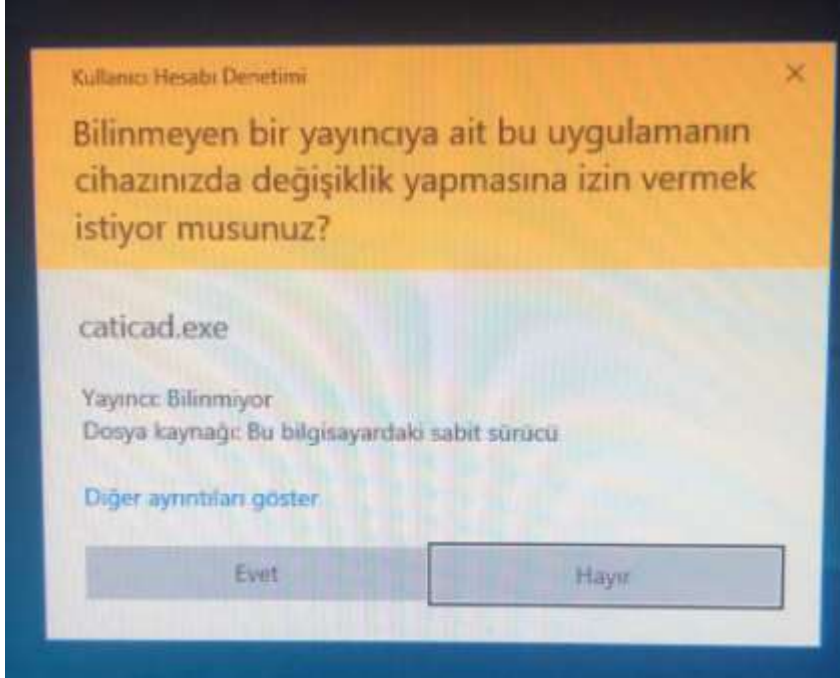 Kullanıcı Hesabı Denetimi
Bilinmeyen bir yayıncıya ait bu uygulamanın
cihazınızda değişiklik yapmasına izin vermek
istiyor musunuz?
caticad.exe
Yayıncı: Bilinmiyor
Dosya kaynağı: Bu bilgisayardaki sabit sürücü
Diğer ayrıntıları göster
Evet
Hayır